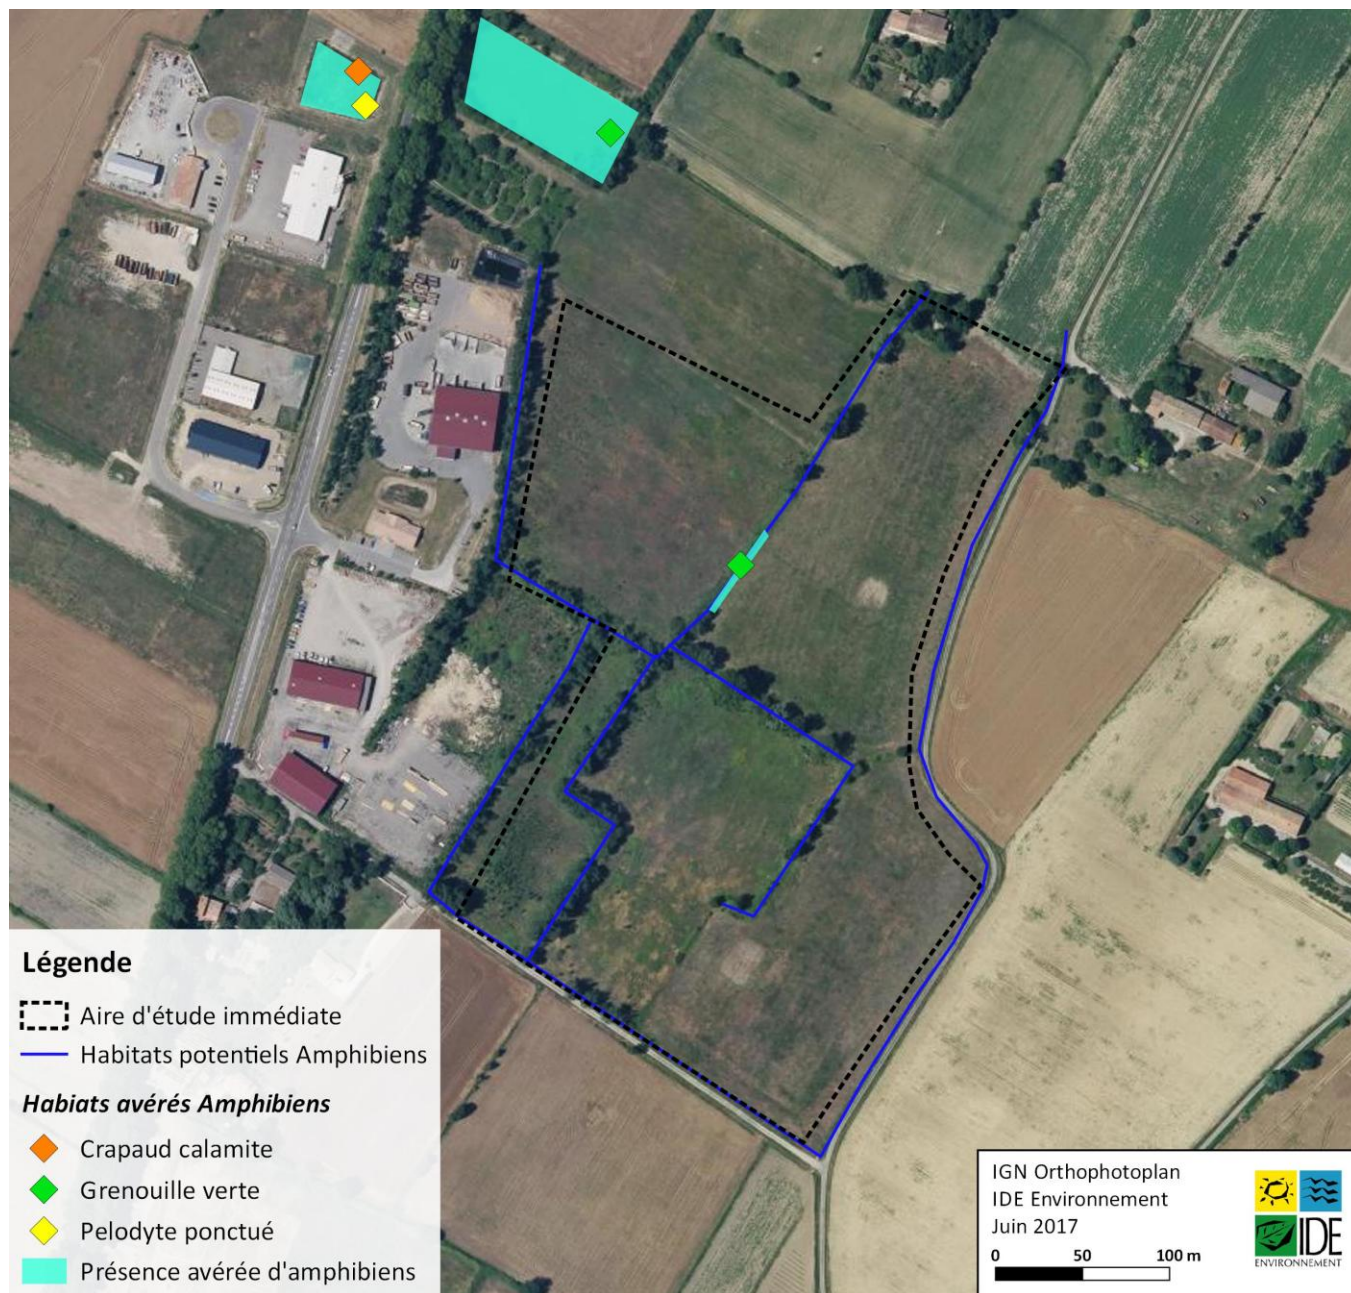 Légende
Aire d'étude immédiate
Habitats potentiels Amphibiens
Habiats avérés Amphibiens
Crapaud calamite
Grenouille verte
Pelodyte ponctué
Présence avérée d'amphibiens
IGN Orthophotoplan
IDE Environnement
Juin 2017
0 50 100 m
IDE
ENVIRONNEMENT